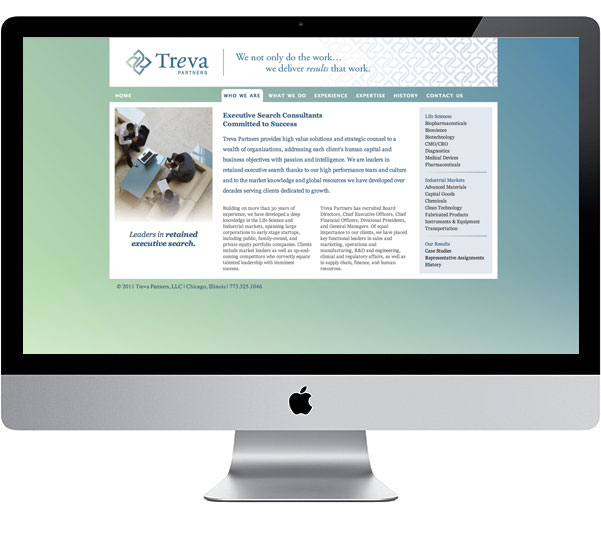 Treva
PARTNERS
We not only do the work...
we deliver results that work.
HOME
WHO WE ARE
WHAT WE DO
EXPERIENCE
EXPERTISE
HISTORY
CONTACT US
Executive Search Consultants
Committed to Success
Treva Partners provides high value solutions and strategic counsel to a
wealth of organizations, addressing each client's human capital and
business objectives with passion and intelligence. We are leaders in
retained executive search thanks to our high performance team and culture
and to the market knowledge and global resources we have developed over
decades serving clients dedicated to growth.
Leaders in retained
executive search.
Building on more than 30 years of
experience, we have developed a deep
knowledge in the Life Science and
Industrial markets, spanning large
corporations to early stage startups,
including public, family-owned, and
private equity portfolio companies. Clients
include market leaders as well as up-and-
coming competitors who correctly equate
talented leadership with imminent
success.
Treva Partners has recruited Board
Directors, Chief Executive Officers, Chief
Financial Officers, Divisional Presidents,
and General Managers. Of equal
importance to our clients, we have placed
key functional leaders in sales and
marketing, operations and
manufacturing, R&D and engineering,
clinical and regulatory affairs, as well as
in supply chain, finance, and human
resources.
Life Sciences
Biopharmaceuticals
Bioscience
Biotechnology
CMO/CRO
Diagnostics
Medical Devices
Pharmaceuticals
Industrial Markets
Advanced Materials
Capital Goods
Chemicals
Clean Technology
Fabricated Products
Instruments & Equipment
Transportation
Our Results
Case Studies
Representative Assignments
History
© 2011 Treva Partners, LLC | Chicago, Illinois | 773.525.1046